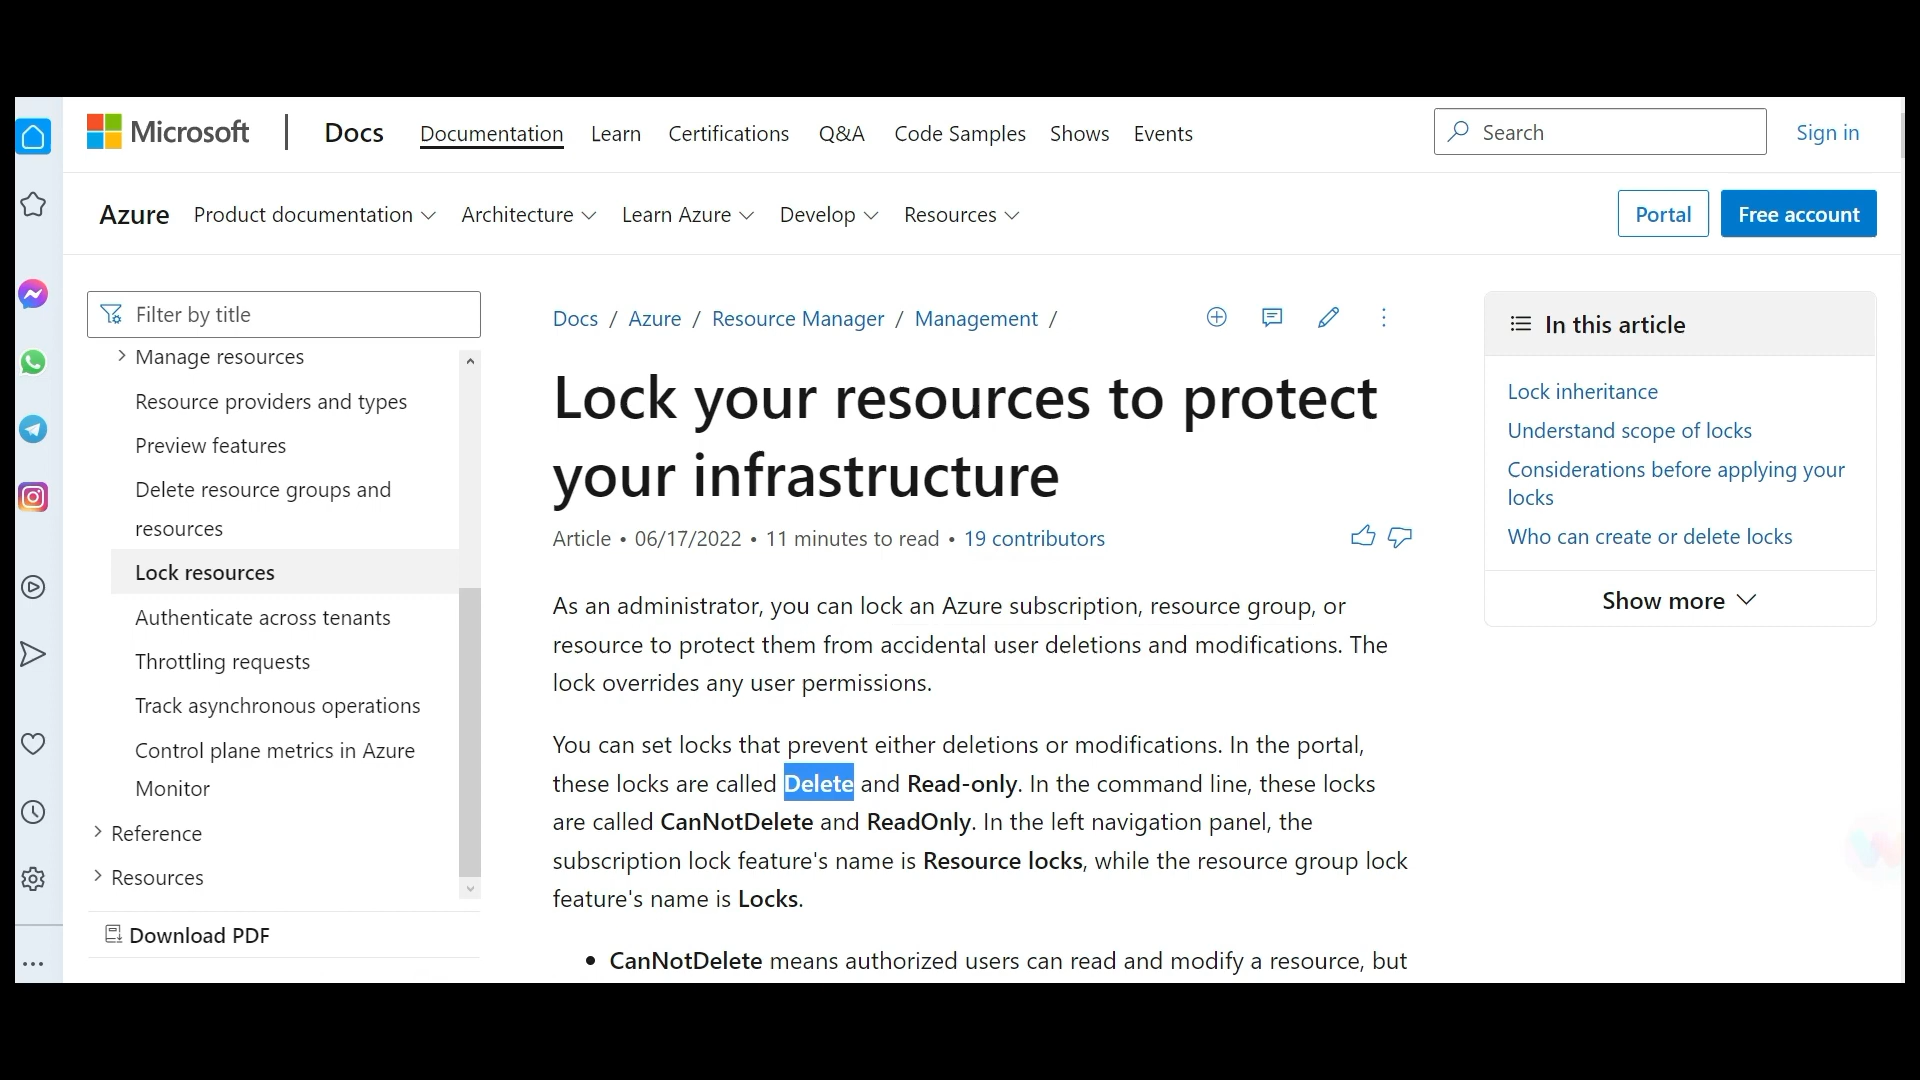 Microsoft
Docs
Documentation
Learn
Certifications
Q&A
Code Samples
Shows
Events
Search
Sign in
Azure
Product documentation
Architecture
Learn Azure
Develop
Resources
Portal
Free account
Filter by title
Manage resources
Resource providers and types
Preview features
Delete resource groups and
resources
Lock resources
Authenticate across tenants
Throttling requests
Track asynchronous operations
Control plane metrics in Azure
Monitor
Reference
Resources
Download PDF
Docs / Azure / Resource Manager / Management /
Lock your resources to protect
your infrastructure
Article • 06/17/2022 • 11 minutes to read • 19 contributors
As an administrator, you can lock an Azure subscription, resource group, or
resource to protect them from accidental user deletions and modifications. The
lock overrides any user permissions.
You can set locks that prevent either deletions or modifications. In the portal,
these locks are called Delete and Read-only. In the command line, these locks
are called CanNotDelete and ReadOnly. In the left navigation panel, the
subscription lock feature's name is Resource locks, while the resource group lock
feature's name is Locks.
• CanNotDelete means authorized users can read and modify a resource, but
In this article
Lock inheritance
Understand scope of locks
Considerations before applying your
locks
Who can create or delete locks
Show more